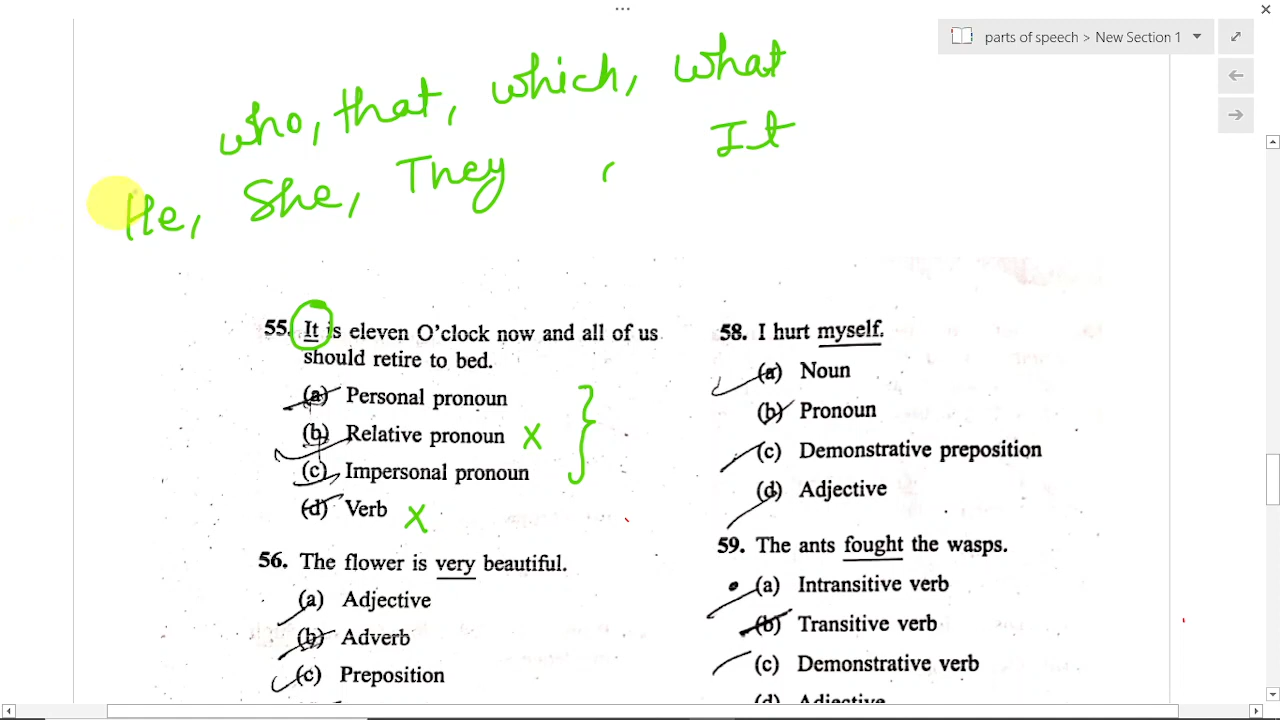 parts of speech > New Section 1
who, that, which, what
He, She, They , It
55. It is eleven O'clock now and all of us
should retire to bed.
(a) Personal pronoun
(b) Relative pronoun X
(c) Impersonal pronoun
(d) Verb X
56. The flower is very beautiful.
(a) Adjective
(b) Adverb
(c) Preposition
58. I hurt myself.
(a) Noun
(b) Pronoun
(c) Demonstrative preposition
(d) Adjective
59. The ants fought the wasps.
(a) Intransitive verb
(b) Transitive verb
(c) Demonstrative verb
(d) Adjective